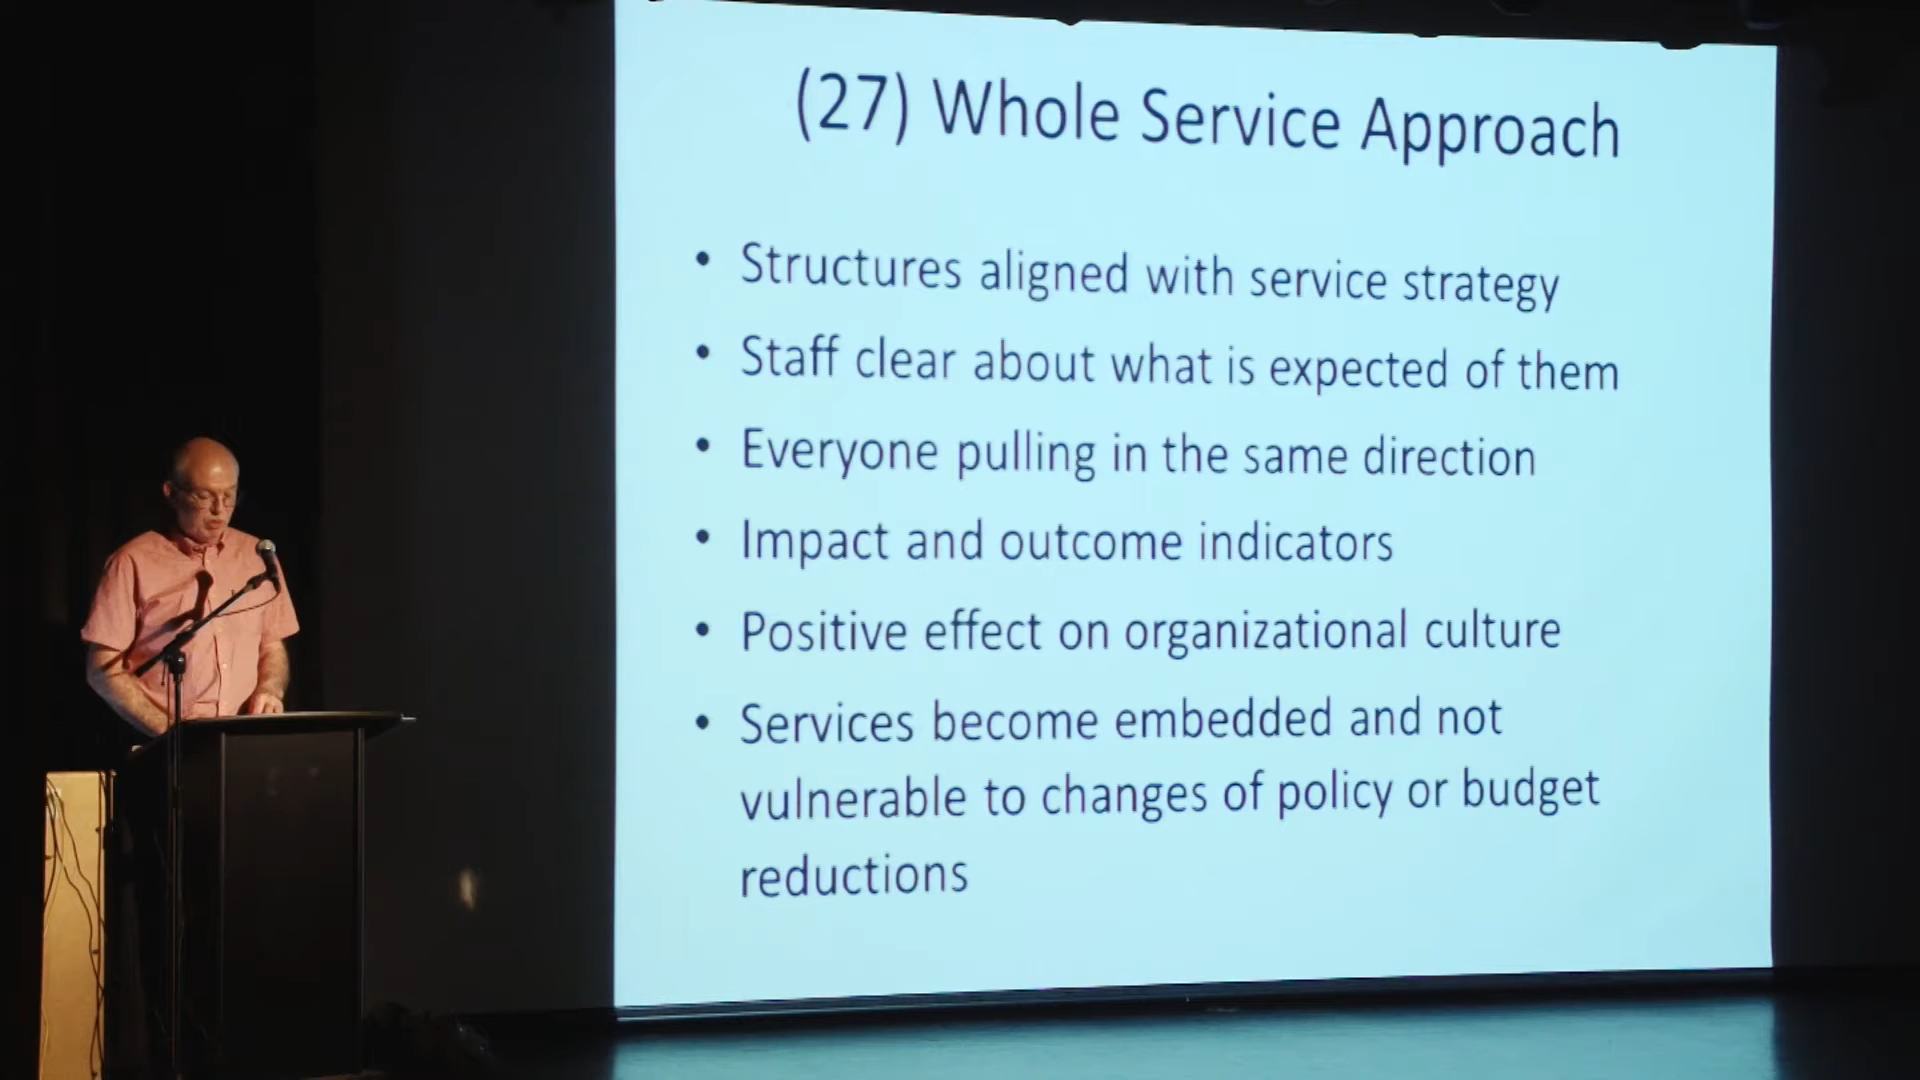 (27) Whole Service Approach
• Structures aligned with service strategy
• Staff clear about what is expected of them
• Everyone pulling in the same direction
• Impact and outcome indicators
• Positive effect on organizational culture
• Services become embedded and not
vulnerable to changes of policy or budget
reductions